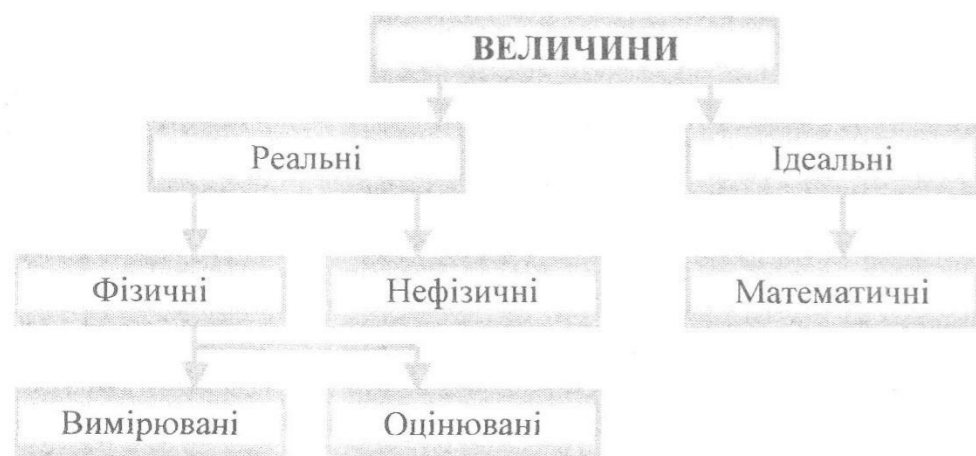 ВЕЛИЧИНИ
Реальні
Ідеальні
Фізичні
Нефізичні
Математичні
Вимірювані
Оцінювані